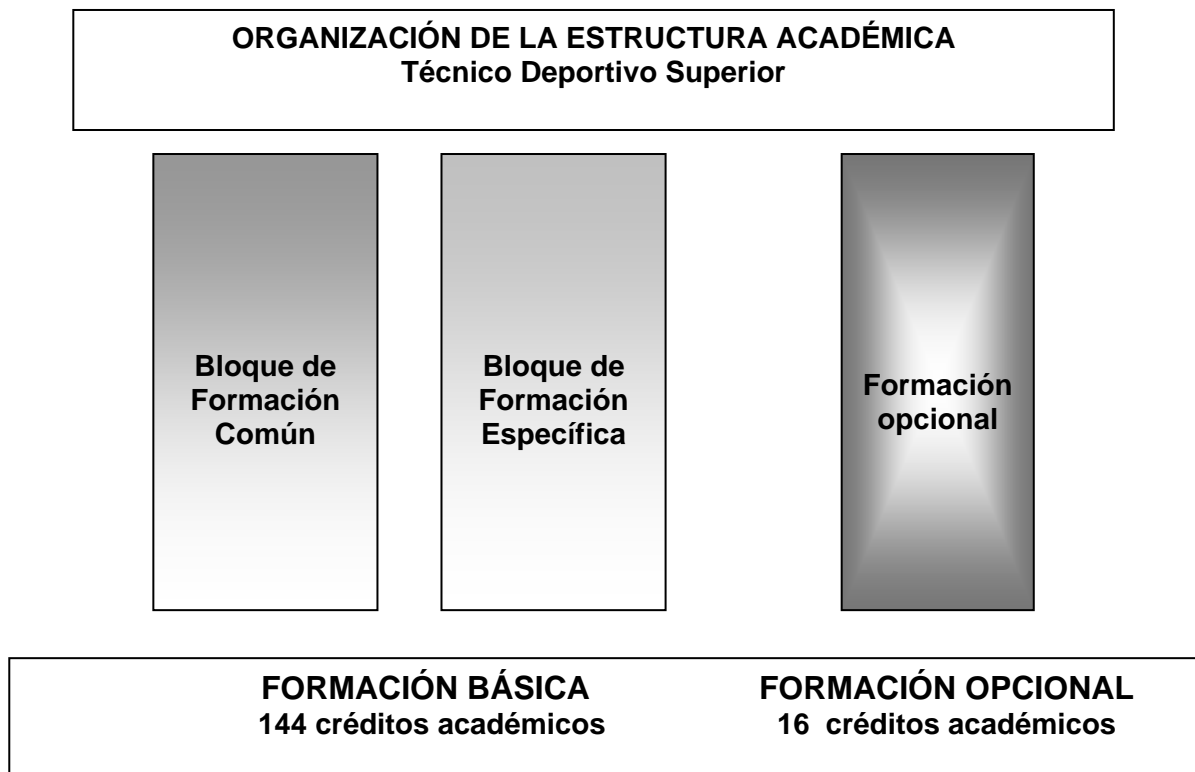 ORGANIZACIÓN DE LA ESTRUCTURA ACADÉMICA
Técnico Deportivo Superior
Bloque de
Formación
Común
Bloque de
Formación
Específica
Formación
opcional
FORMACIÓN BÁSICA
144 créditos académicos
FORMACIÓN OPCIONAL
16 créditos académicos